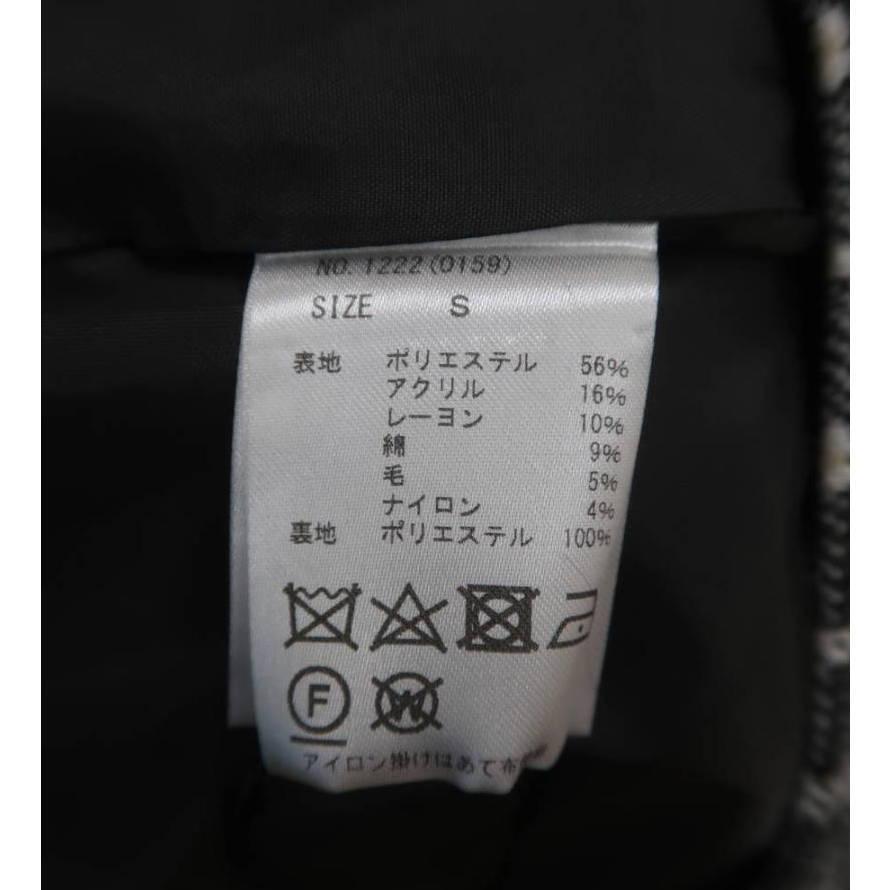 NO. 1222(0159)
SIZE S
表地 ポリエステル 56%
アクリル 16%
レーヨン 10%
綿 9%
毛 5%
ナイロン 4%
裏地 ポリエステル 100%
F W
アイロン掛けはあて布